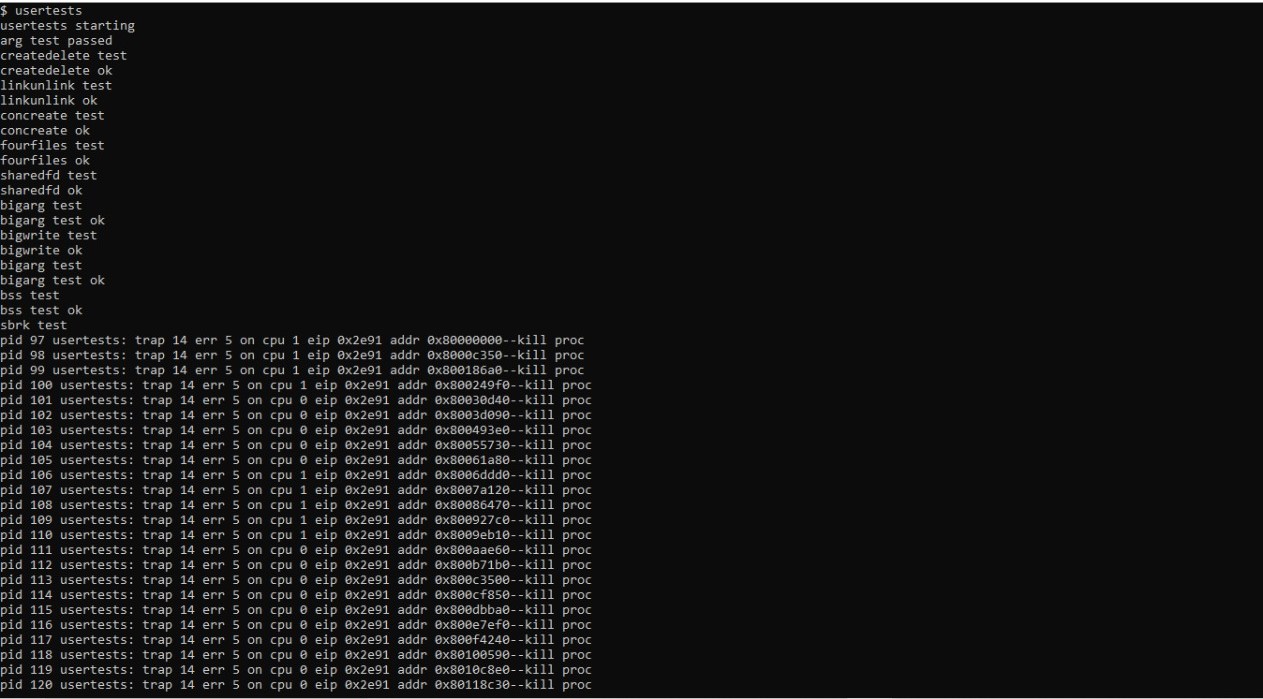 $ usertests
usertests starting
arg test passed
createdelete test
createdelete ok
linkunlink test
linkunlink ok
concreate test
concreate ok
fourfiles test
fourfiles ok
sharedfd test
sharedfd ok
bigarg test
bigarg test ok
bigwrite test
bigwrite ok
bigarg test
bigarg test ok
bss test
bss test ok
sbrk test
pid 97 usertests: trap 14 err 5 on cpu 1 eip 0x2e91 addr 0x80000000--kill proc
pid 98 usertests: trap 14 err 5 on cpu 1 eip 0x2e91 addr 0x8000c350--kill proc
pid 99 usertests: trap 14 err 5 on cpu 1 eip 0x2e91 addr 0x800186a0--kill proc
pid 100 usertests: trap 14 err 5 on cpu 1 eip 0x2e91 addr 0x800249f0--kill proc
pid 101 usertests: trap 14 err 5 on cpu 0 eip 0x2e91 addr 0x80030d40--kill proc
pid 102 usertests: trap 14 err 5 on cpu 0 eip 0x2e91 addr 0x8003d090--kill proc
pid 103 usertests: trap 14 err 5 on cpu 0 eip 0x2e91 addr 0x800493e0--kill proc
pid 104 usertests: trap 14 err 5 on cpu 0 eip 0x2e91 addr 0x80055730--kill proc
pid 105 usertests: trap 14 err 5 on cpu 0 eip 0x2e91 addr 0x80061a80--kill proc
pid 106 usertests: trap 14 err 5 on cpu 1 eip 0x2e91 addr 0x8006ddd0--kill proc
pid 107 usertests: trap 14 err 5 on cpu 1 eip 0x2e91 addr 0x8007a120--kill proc
pid 108 usertests: trap 14 err 5 on cpu 1 eip 0x2e91 addr 0x80086470--kill proc
pid 109 usertests: trap 14 err 5 on cpu 1 eip 0x2e91 addr 0x800927c0--kill proc
pid 110 usertests: trap 14 err 5 on cpu 1 eip 0x2e91 addr 0x8009eb10--kill proc
pid 111 usertests: trap 14 err 5 on cpu 0 eip 0x2e91 addr 0x800aae60--kill proc
pid 112 usertests: trap 14 err 5 on cpu 0 eip 0x2e91 addr 0x800b71b0--kill proc
pid 113 usertests: trap 14 err 5 on cpu 0 eip 0x2e91 addr 0x800c3500--kill proc
pid 114 usertests: trap 14 err 5 on cpu 0 eip 0x2e91 addr 0x800cf850--kill proc
pid 115 usertests: trap 14 err 5 on cpu 0 eip 0x2e91 addr 0x800dbba0--kill proc
pid 116 usertests: trap 14 err 5 on cpu 0 eip 0x2e91 addr 0x800e7ef0--kill proc
pid 117 usertests: trap 14 err 5 on cpu 0 eip 0x2e91 addr 0x800f4240--kill proc
pid 118 usertests: trap 14 err 5 on cpu 0 eip 0x2e91 addr 0x80100590--kill proc
pid 119 usertests: trap 14 err 5 on cpu 0 eip 0x2e91 addr 0x8010c8e0--kill proc
pid 120 usertests: trap 14 err 5 on cpu 0 eip 0x2e91 addr 0x80118c30--kill proc